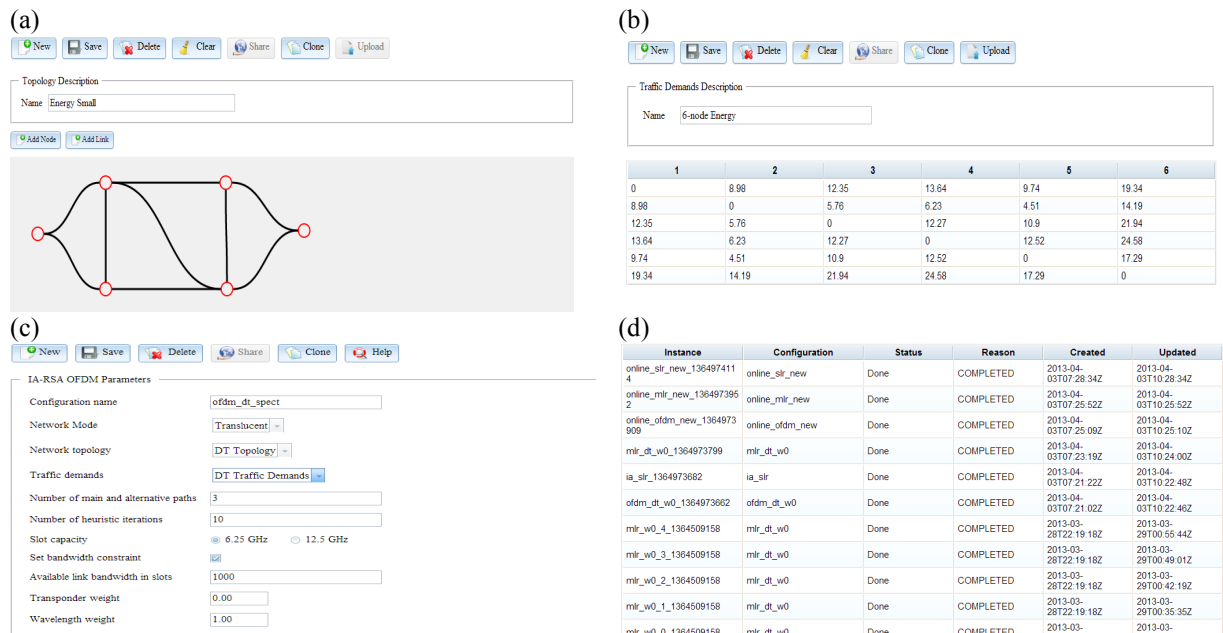 (a)
New Save Delete Clear Share Clone Upload
Topology Description
Name Energy Small
Add Node Add Link
(b)
New Save Delete Clear Share Clone Upload
Traffic Demands Description
Name 6-node Energy
1 2 3 4 5 6
0 8.98 12.35 13.64 9.74 19.34
8.98 0 5.76 6.23 4.51 14.19
12.35 5.76 0 12.27 10.9 21.94
13.64 6.23 12.27 0 12.52 24.58
9.74 4.51 10.9 12.52 0 17.29
19.34 14.19 21.94 24.58 17.29 0
(c)
New Save Delete Share Clone Help
IA-RSA OFDM Parameters
Configuration name ofdm_dt_spect
Network Mode Translucent
Network topology DT Topology
Traffic demands DT Traffic Demands
Number of main and alternative paths 3
Number of heuristic iterations 10
Slot capacity 6.25 GHz 12.5 GHz
Set bandwidth constraint
Available link bandwidth in slots 1000
Transponder weight 0.00
Wavelength weight 1.00
(d)
Instance Configuration Status Reason Created Updated
online_slr_new_136497411 2013-04- 2013-04-
4 online_slr_new Done COMPLETED 03T07:28:34Z 03T10:28:34Z
online_mlr_new_136497395 2013-04- 2013-04-
2 online_mlr_new Done COMPLETED 03T07:25:52Z 03T10:25:52Z
online_ofdm_new_1364973 2013-04- 2013-04-
909 online_ofdm_new Done COMPLETED 03T07:25:09Z 03T10:25:10Z
2013-04- 2013-04-
mlr_dt_w0_1364973799 mlr_dt_w0 Done COMPLETED 03T07:23:19Z 03T10:24:00Z
2013-04- 2013-04-
ia_slr_1364973682 ia_slr Done COMPLETED 03T07:21:22Z 03T10:22:48Z
2013-04- 2013-04-
ofdm_dt_w0_1364973662 ofdm_dt_w0 Done COMPLETED 03T07:21:02Z 03T10:22:46Z
2013-03- 2013-03-
mlr_w0_4_1364509158 mlr_dt_w0 Done COMPLETED 28T22:19:18Z 29T00:55:44Z
2013-03- 2013-03-
mlr_w0_3_1364509158 mlr_dt_w0 Done COMPLETED 28T22:19:18Z 29T00:49:01Z
2013-03- 2013-03-
mlr_w0_2_1364509158 mlr_dt_w0 Done COMPLETED 28T22:19:18Z 29T00:42:19Z
2013-03- 2013-03-
mlr_w0_1_1364509158 mlr_dt_w0 Done COMPLETED 28T22:19:18Z 29T00:35:35Z
2013-03- 2013-03-
mlr_w0_0_1364509158 mlr_dt_w0 Done COMPLETED